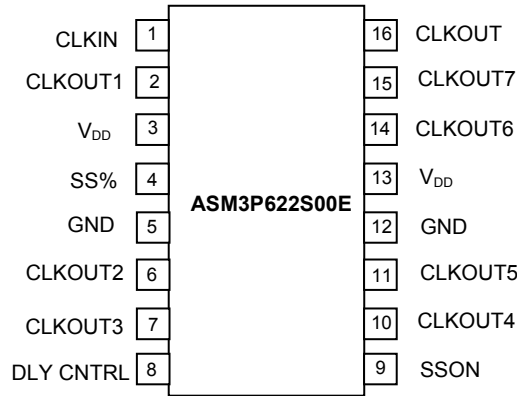 CLKIN 1 16 CLKOUT
CLKOUT1 2 15 CLKOUT7
VDD 3 14 CLKOUT6
SS% 4 13 VDD
ASM3P622S00E
GND 5 12 GND
CLKOUT2 6 11 CLKOUT5
CLKOUT3 7 10 CLKOUT4
DLY CNTRL 8 9 SSON